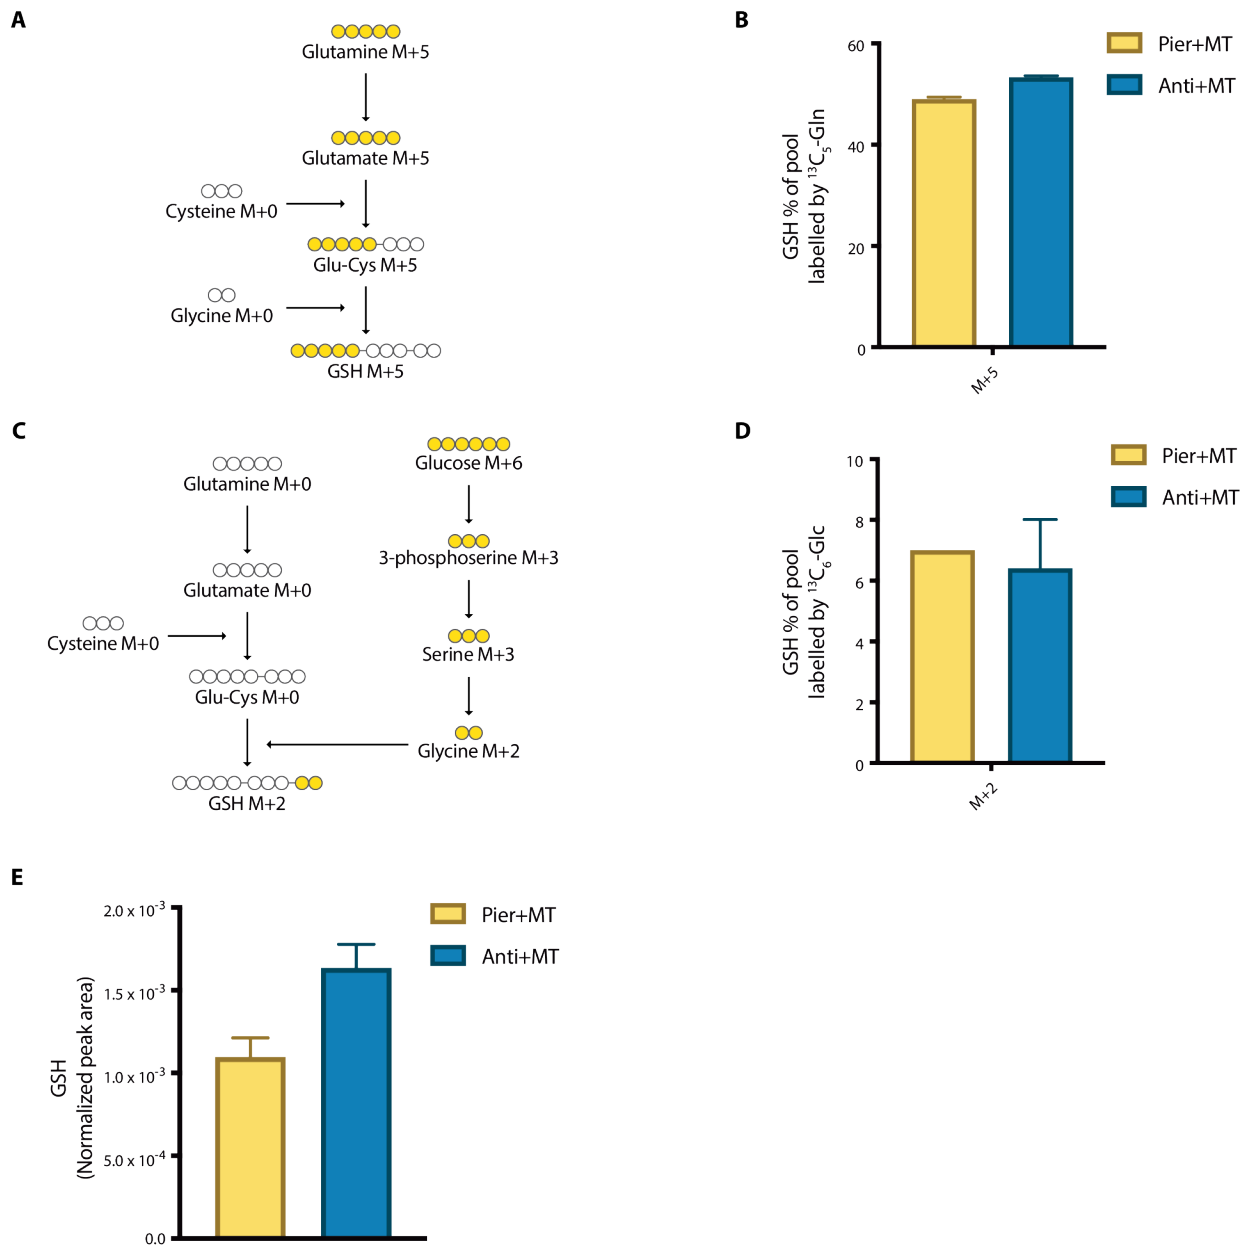 A
Glutamine M+5
Glutamate M+5
Cysteine M+0
Glu-Cys M+5
Glycine M+0
GSH M+5
B
GSH % of pool
labelled by ¹³C₅-Gln
60
40
20
0
M+5
Pier+MT
Anti+MT
C
Glutamine M+0
Glutamate M+0
Cysteine M+0
Glu-Cys M+0
GSH M+2
Glucose M+6
3-phosphoserine M+3
Serine M+3
Glycine M+2
D
GSH % of pool
labelled by ¹³C₆-Glc
10
8
6
4
2
0
M+2
Pier+MT
Anti+MT
E
GSH
(Normalized peak area)
2.0 x 10⁻³
1.5 x 10⁻³
1.0 x 10⁻³
5.0 x 10⁻⁴
0.0
Pier+MT
Anti+MT